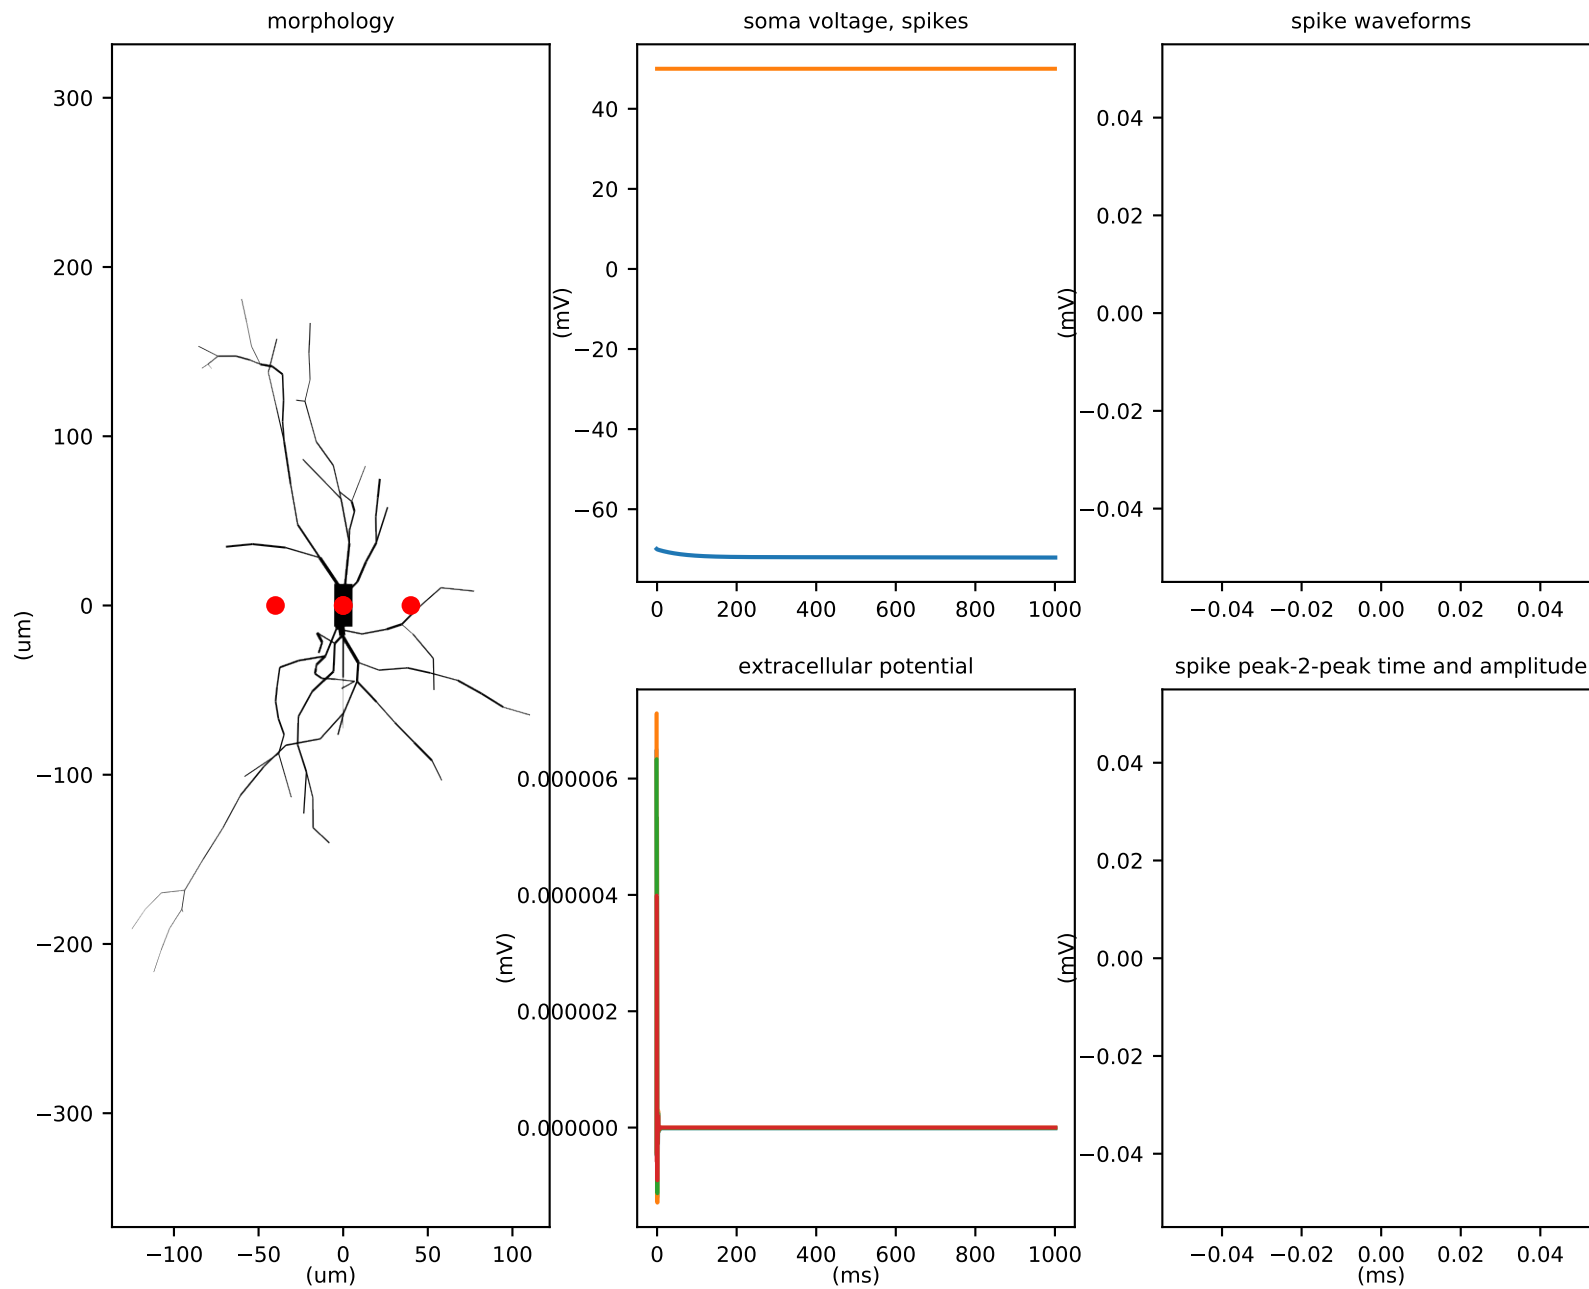 morphology
300
200
100
0
−100
−200
−300
(um)
−100 −50 0 50 100
(um)
soma voltage, spikes
40
20
0
−20
−40
−60
(mV)
0 200 400 600 800 1000
spike waveforms
0.04
0.02
0.00
−0.02
−0.04
(mV)
−0.04 −0.02 0.00 0.02 0.04
extracellular potential
0.000006
0.000004
0.000002
0.000000
(mV)
0 200 400 600 800 1000
(ms)
spike peak-2-peak time and amplitude
0.04
0.02
0.00
−0.02
−0.04
(mV)
−0.04 −0.02 0.00 0.02 0.04
(ms)